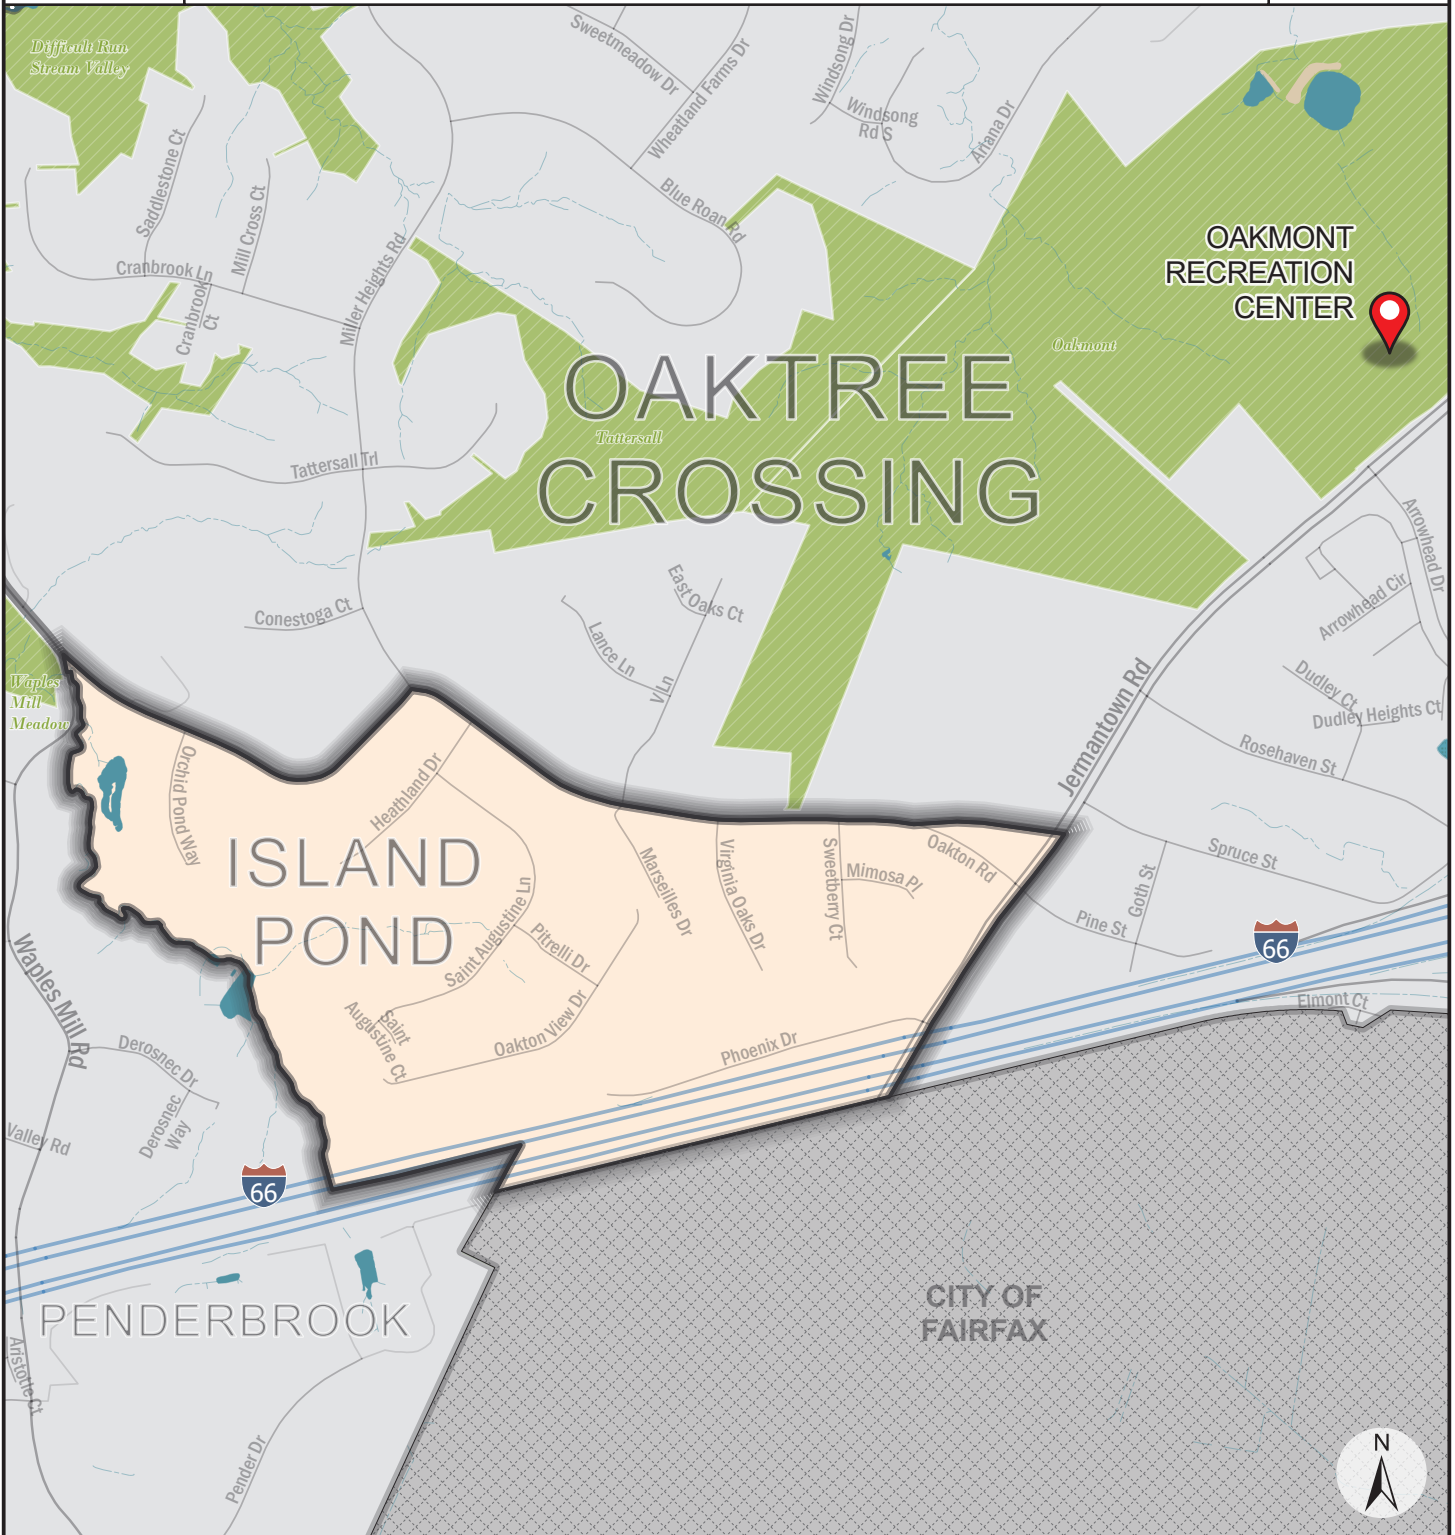 Difficult Run
Stream Valley
Sweetmeadow Dr
Wheatland Farms Dr
Windsong Dr
Windsong
Rd S
Ariana Dr
Saddlestone Ct
Mill Cross Ct
Blue Roan Rd
Cranbrook Ln
Cranbrook
Ct
Miller Heights Rd
OAKMONT
RECREATION
CENTER
Oakmont
OAKTREE
CROSSING
Tattersall
Tattersall Trl
Arrowhead Dr
Arrowhead Cir
Conestoga Ct
East Oaks Ct
Lance Ln
V Ln
Waples
Mill
Meadow
Jermantown Rd
Dudley Ct
Dudley Heights Ct
Rosehaven St
Orchid Pond Way
Heathland Dr
ISLAND
POND
Marseilles Dr
Virginia Oaks Dr
Sweetberry Ct
Mimosa Pl
Oakton Rd
Spruce St
Goth St
Pine St
Saint Augustine Ln
Pitrelli Dr
Waples Mill Rd
66
Elmont Ct
Saint
Augustine Ct
Oakton View Dr
Phoenix Dr
Derosnec Dr
Derosnec
Way
Valley Rd
66
PENDERBROOK
CITY OF
FAIRFAX
Aristotle Ct
Pender Dr
N